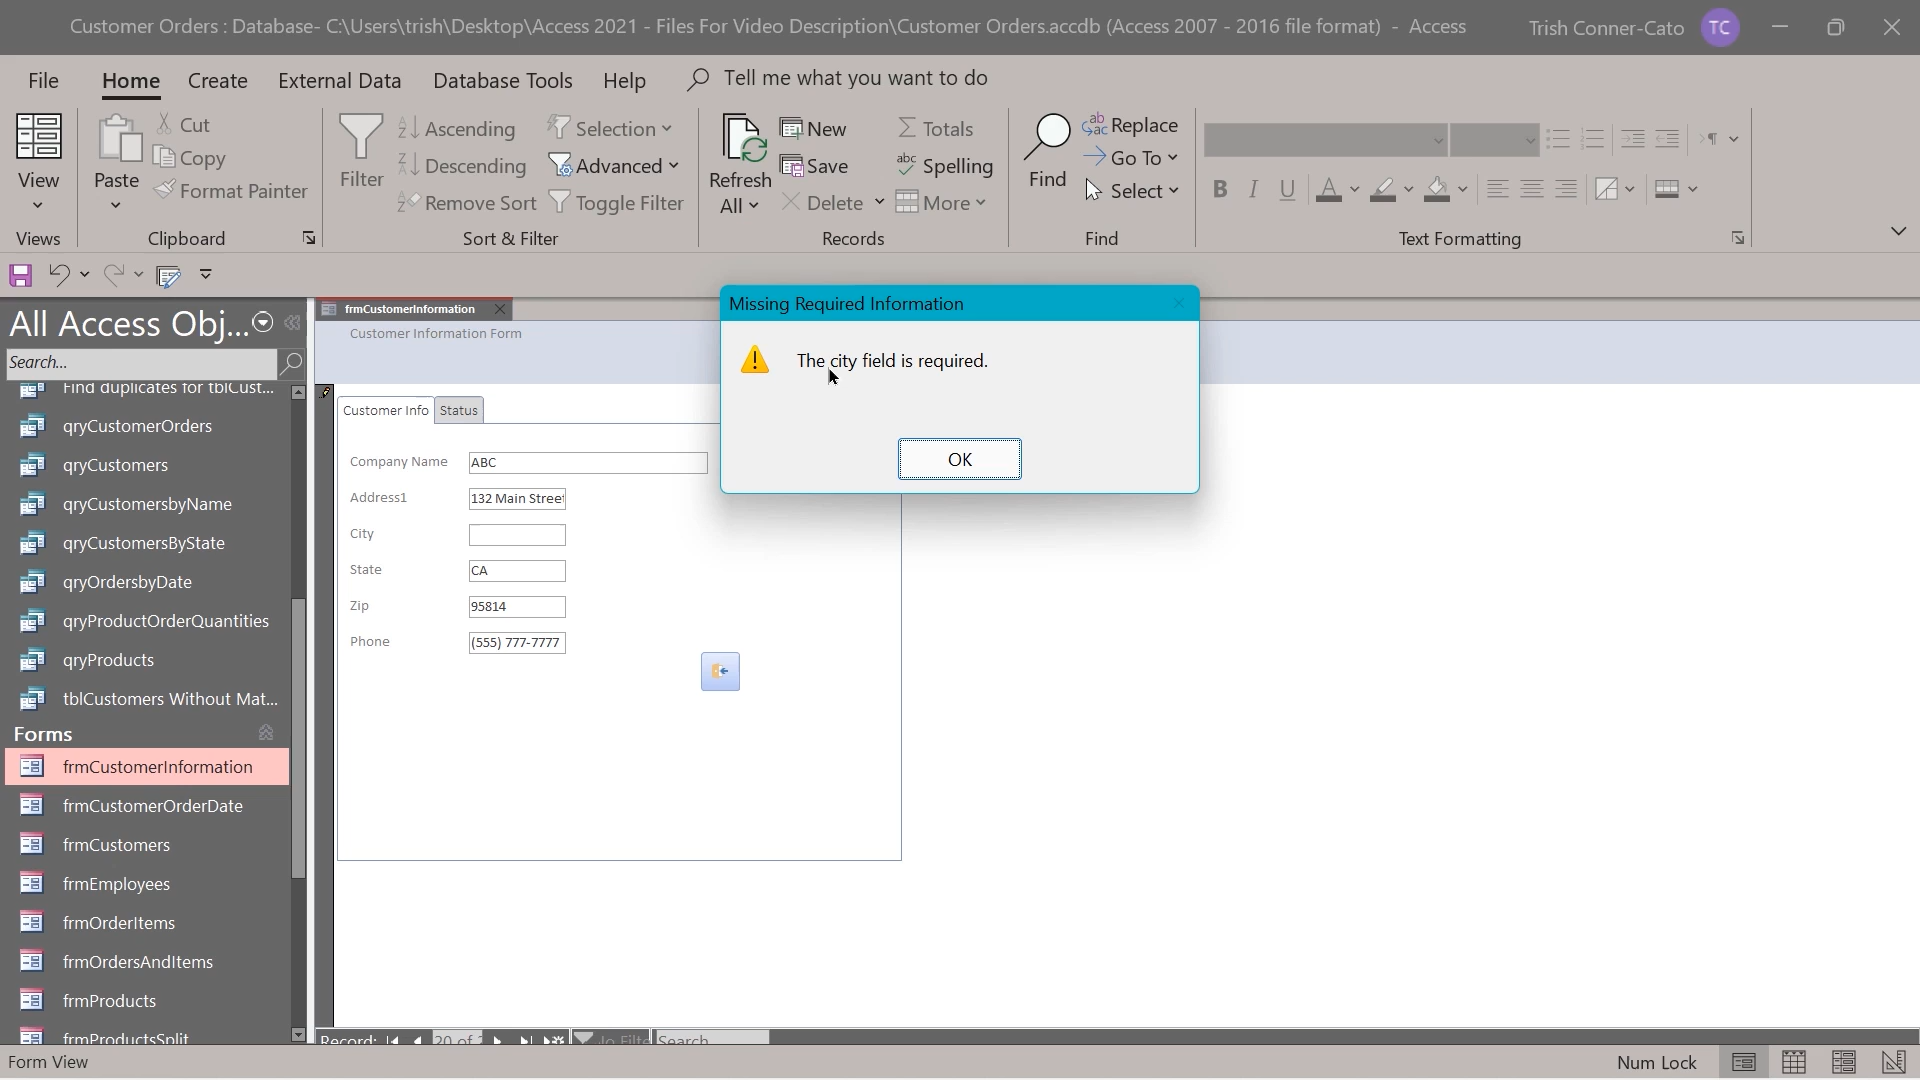 Customer Orders : Database- C:\Users\trish\Desktop\Access 2021 - Files For Video Description\Customer Orders.accdb (Access 2007 - 2016 file format) - Access
Trish Conner-Cato
TC
File
Home
Create
External Data
Database Tools
Help
Tell me what you want to do
View
Views
Paste
Cut
Copy
Format Painter
Clipboard
Filter
Ascending
Descending
Remove Sort
Selection
Advanced
Toggle Filter
Sort & Filter
Refresh
All
New
Save
Delete
Totals
Spelling
More
Records
Find
Replace
Go To
Select
Find
B I U A
Text Formatting
All Access Obj...
Search...
Find duplicates for tblCust...
qryCustomerOrders
qryCustomers
qryCustomersbyName
qryCustomersByState
qryOrdersbyDate
qryProductOrderQuantities
qryProducts
tblCustomers Without Mat...
Forms
frmCustomerInformation
frmCustomerOrderDate
frmCustomers
frmEmployees
frmOrderItems
frmOrdersAndItems
frmProducts
frmProductsSplit
frmCustomerInformation
Customer Information Form
Customer Info
Status
Company Name
ABC
Address1
132 Main Street
City
State
CA
Zip
95814
Phone
(555) 777-7777
Missing Required Information
The city field is required.
OK
Record:
20 of
Search
Form View
Num Lock